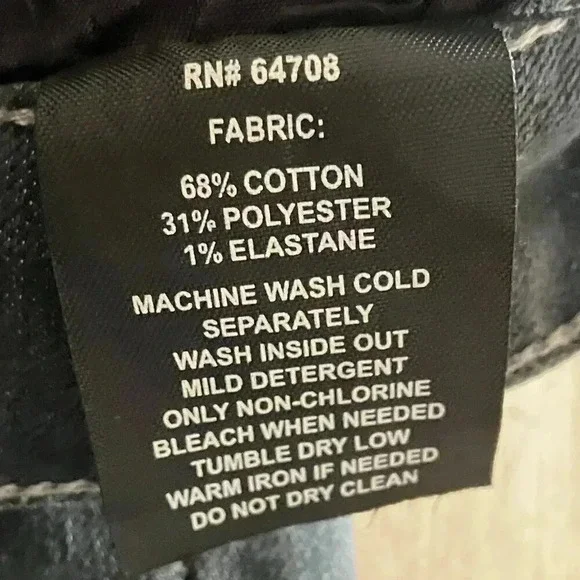 RN# 64708
FABRIC:
68% COTTON
31% POLYESTER
1% ELASTANE
MACHINE WASH COLD
SEPARATELY
WASH INSIDE OUT
MILD DETERGENT
ONLY NON-CHLORINE
BLEACH WHEN NEEDED
TUMBLE DRY LOW
WARM IRON IF NEEDED
DO NOT DRY CLEAN